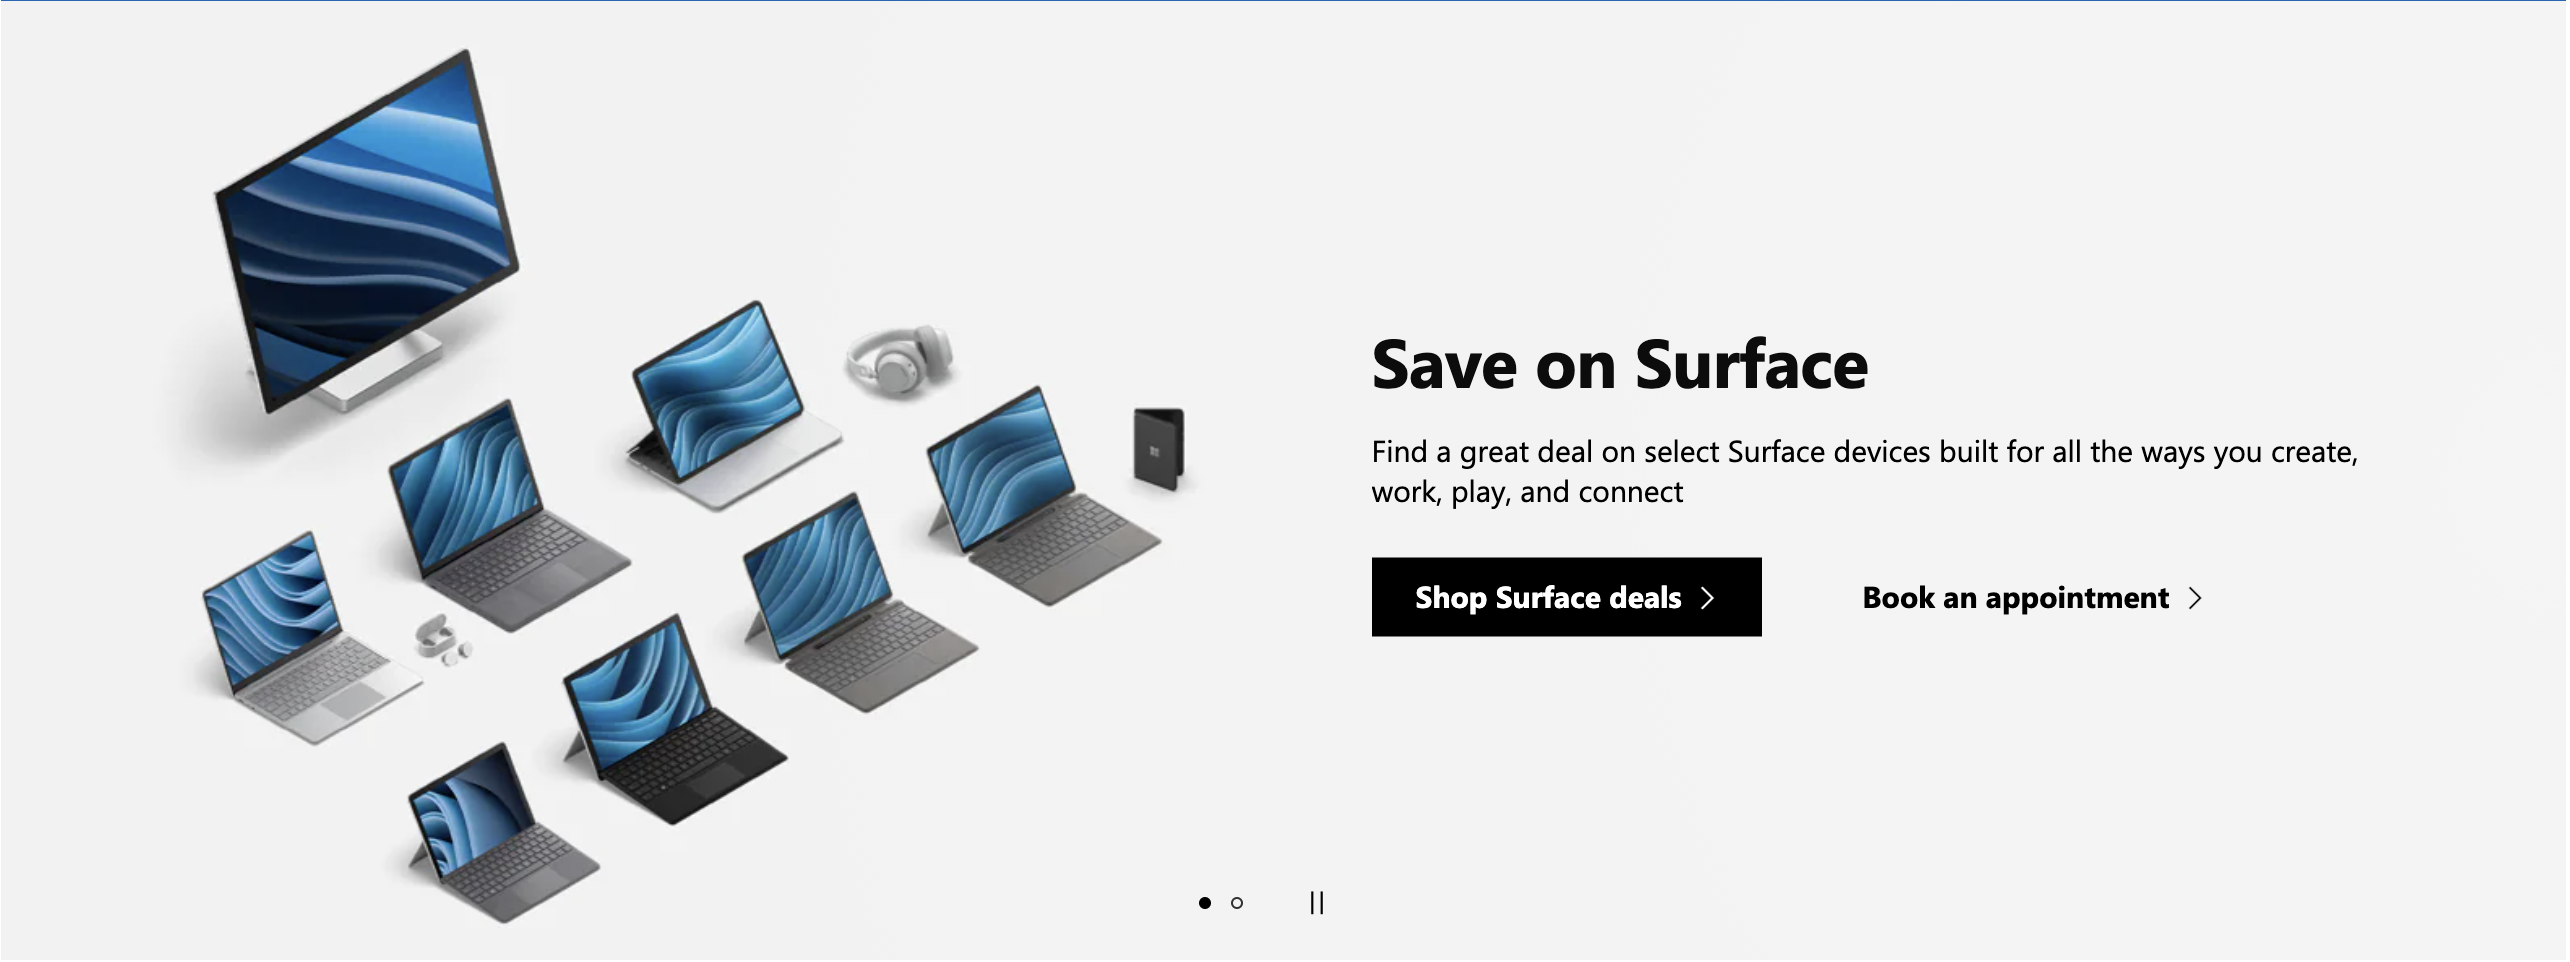 Save on Surface
Find a great deal on select Surface devices built for all the ways you create,
work, play, and connect
Shop Surface deals
Book an appointment